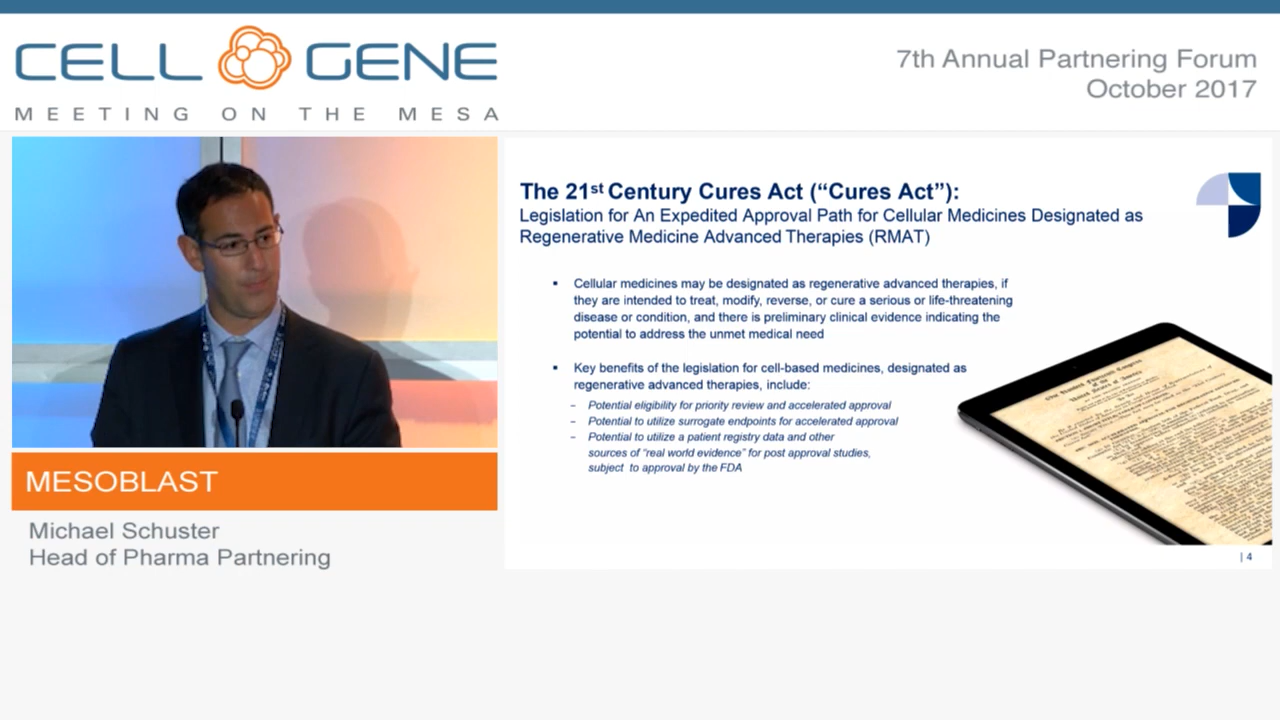 CELL GENE
MEETING ON THE MESA
7th Annual Partnering Forum
October 2017
The 21st Century Cures Act (“Cures Act”):
Legislation for An Expedited Approval Path for Cellular Medicines Designated as
Regenerative Medicine Advanced Therapies (RMAT)
▪ Cellular medicines may be designated as regenerative advanced therapies, if
they are intended to treat, modify, reverse, or cure a serious or life-threatening
disease or condition, and there is preliminary clinical evidence indicating the
potential to address the unmet medical need
▪ Key benefits of the legislation for cell-based medicines, designated as
regenerative advanced therapies, include:
– Potential eligibility for priority review and accelerated approval
– Potential to utilize surrogate endpoints for accelerated approval
– Potential to utilize a patient registry data and other
sources of “real world evidence” for post approval studies,
subject to approval by the FDA
| 4
MESOBLAST
Michael Schuster
Head of Pharma Partnering